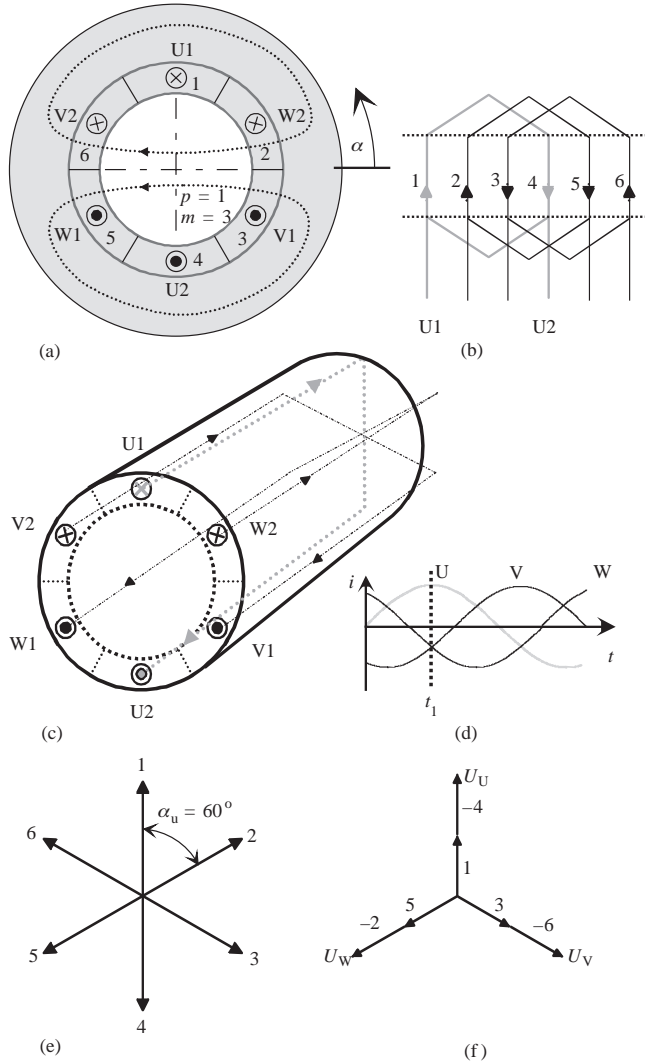 U1
1
V2
W2
6
2
α
p = 1
m = 3
W1
5
3
V1
4
U2
(a)
1 2 3 4 5 6
U1 U2
(b)
U1
V2
W2
W1
V1
U2
(c)
i
U V W
t
t1
(d)
1
αu = 60°
6
2
5
3
4
(e)
UU
–4
1
–2 5 3 –6
UW UV
(f)